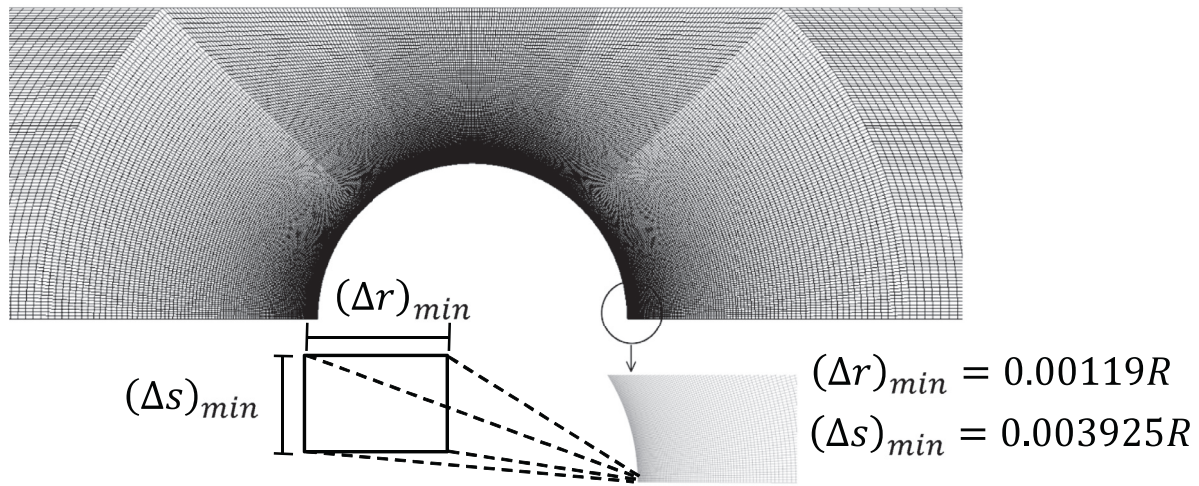 (Δr)min
(Δs)min
(Δr)min = 0.00119R
(Δs)min = 0.003925R